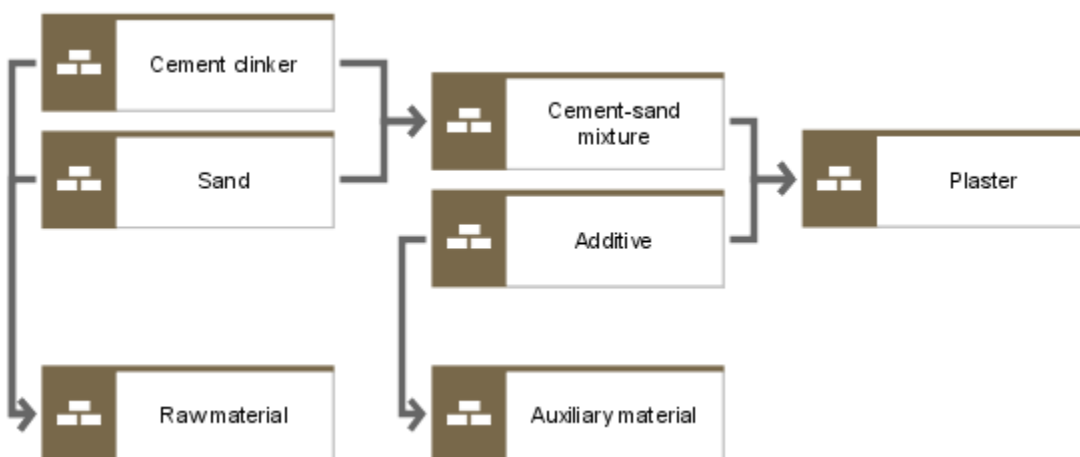 Cement clinker
Cement-sand
mixture
Sand
Plaster
Additive
Raw material
Auxiliary material